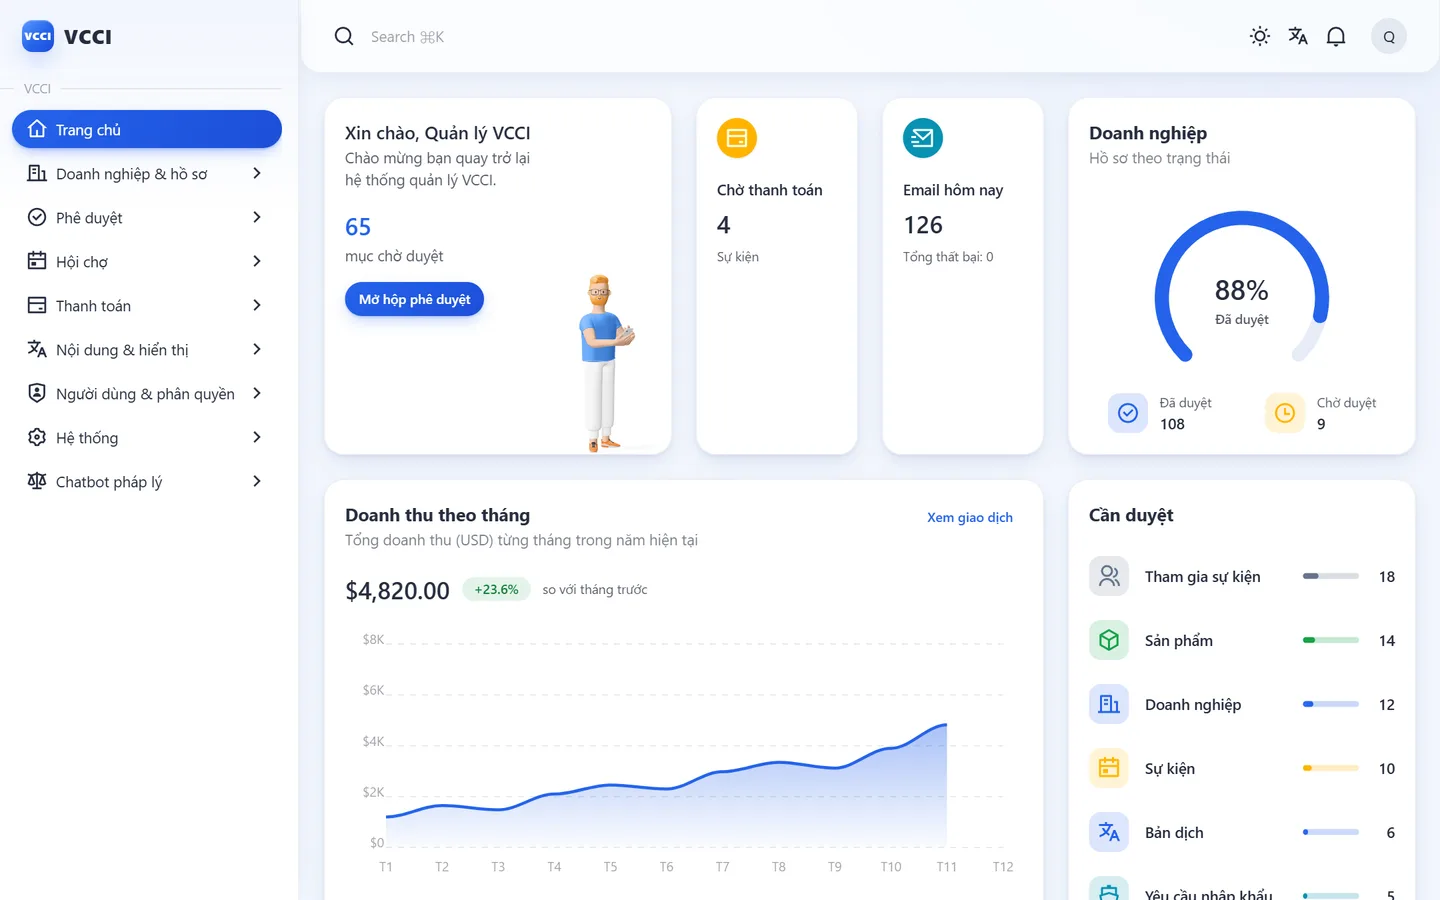 VCCI VCCI
VCCI
Trang chủ
Doanh nghiệp & hồ sơ
Phê duyệt
Hội chợ
Thanh toán
Nội dung & hiển thị
Người dùng & phân quyền
Hệ thống
Chatbot pháp lý
Search ⌘K
Q
Xin chào, Quản lý VCCI
Chào mừng bạn quay trở lại
hệ thống quản lý VCCI.
65
mục chờ duyệt
Mở hộp phê duyệt
Chờ thanh toán
4
Sự kiện
Email hôm nay
126
Tổng thất bại: 0
Doanh nghiệp
Hồ sơ theo trạng thái
88%
Đã duyệt
Đã duyệt
108
Chờ duyệt
9
Doanh thu theo tháng
Xem giao dịch
Tổng doanh thu (USD) từng tháng trong năm hiện tại
$4,820.00 +23.6% so với tháng trước
$8K
$6K
$4K
$2K
$0
T1 T2 T3 T4 T5 T6 T7 T8 T9 T10 T11 T12
Cần duyệt
Tham gia sự kiện 18
Sản phẩm 14
Doanh nghiệp 12
Sự kiện 10
Bản dịch 6
Yêu cầu nhập khẩu 5